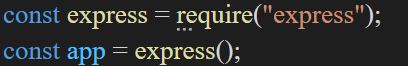 const express = require("express");
const app = express();